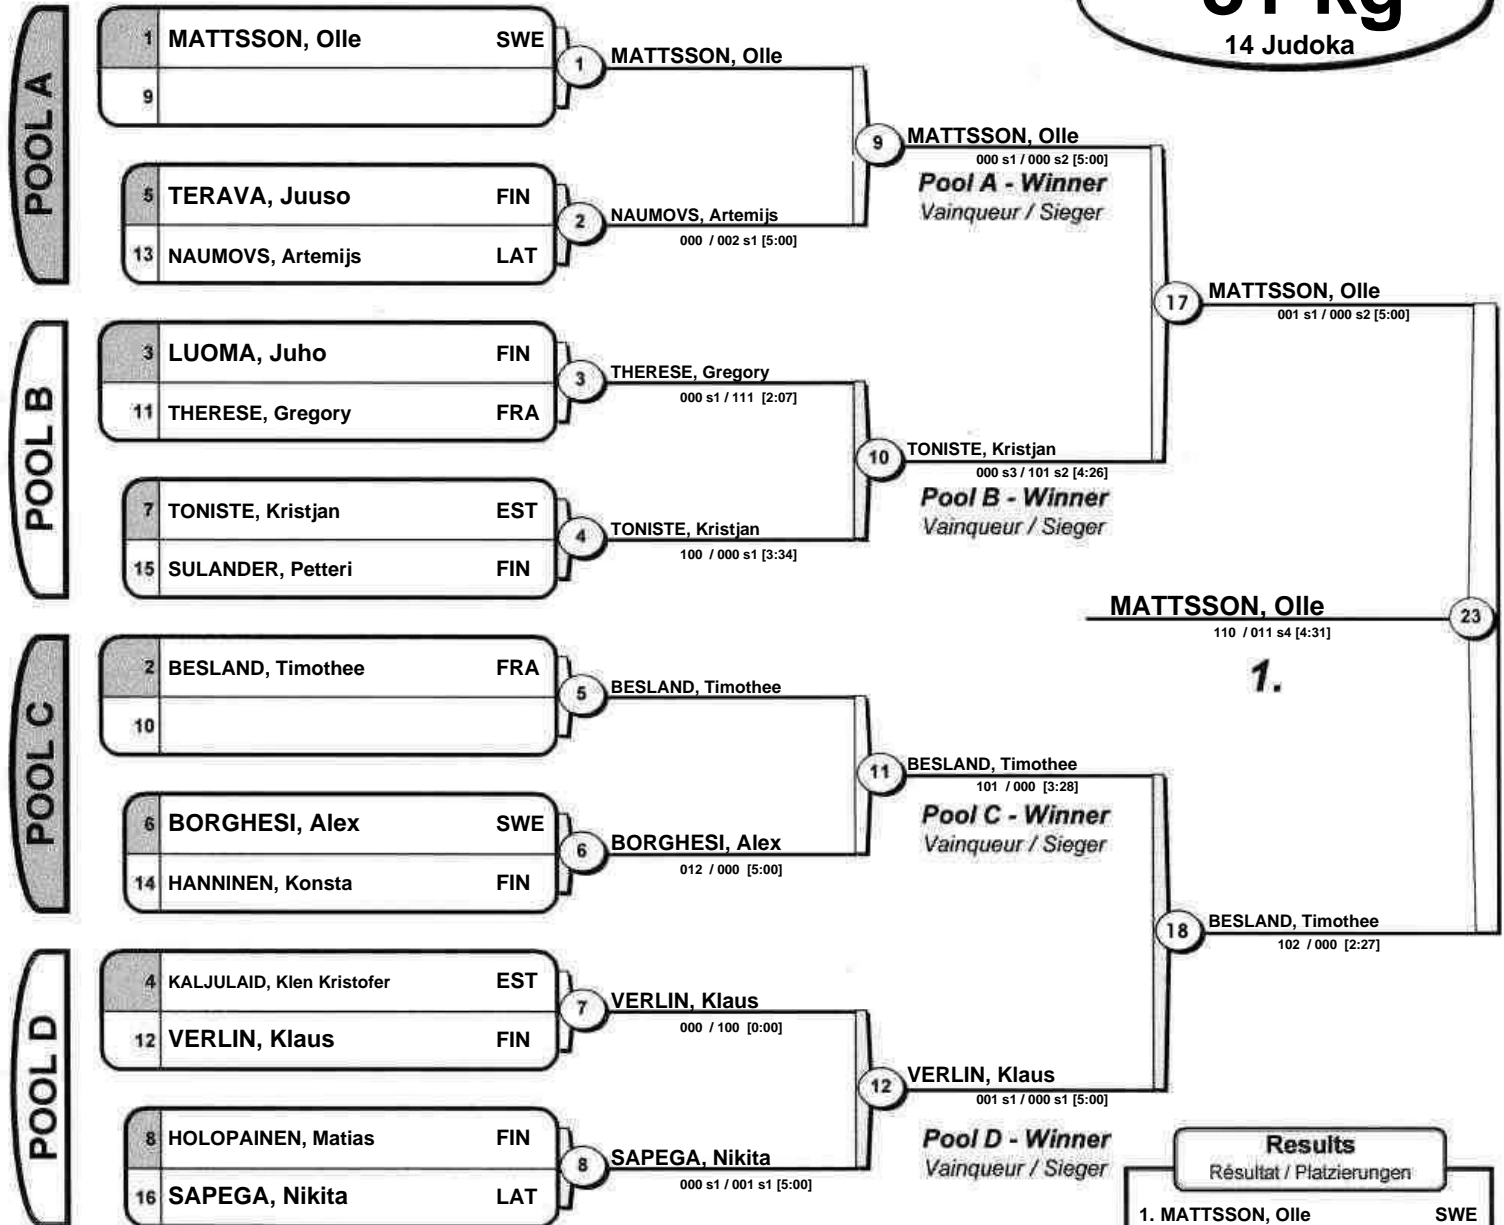 14 Judoka
POOL A
1 MATTSSON, Olle SWE
9
1 MATTSSON, Olle
5 TERAVA, Juuso FIN
13 NAUMOVS, Artemijs LAT
2 NAUMOVS, Artemijs
000 / 002 s1 [5:00]
9 MATTSSON, Olle
000 s1 / 000 s2 [5:00]
Pool A - Winner
Vainqueur / Sieger
POOL B
3 LUOMA, Juho FIN
11 THERESE, Gregory FRA
3 THERESE, Gregory
000 s1 / 111 [2:07]
7 TONISTE, Kristjan EST
15 SULANDER, Petteri FIN
4 TONISTE, Kristjan
100 / 000 s1 [3:34]
10 TONISTE, Kristjan
000 s3 / 101 s2 [4:26]
Pool B - Winner
Vainqueur / Sieger
17 MATTSSON, Olle
001 s1 / 000 s2 [5:00]
MATTSSON, Olle 23
110 / 011 s4 [4:31]
1.
POOL C
2 BESLAND, Timothee FRA
10
5 BESLAND, Timothee
6 BORGHESI, Alex SWE
14 HANNINEN, Konsta FIN
6 BORGHESI, Alex
012 / 000 [5:00]
11 BESLAND, Timothee
101 / 000 [3:28]
Pool C - Winner
Vainqueur / Sieger
18 BESLAND, Timothee
102 / 000 [2:27]
POOL D
4 KALJULAID, Klen Kristofer EST
12 VERLIN, Klaus FIN
7 VERLIN, Klaus
000 / 100 [0:00]
8 HOLOPAINEN, Matias FIN
16 SAPEGA, Nikita LAT
8 SAPEGA, Nikita
000 s1 / 001 s1 [5:00]
12 VERLIN, Klaus
001 s1 / 000 s1 [5:00]
Pool D - Winner
Vainqueur / Sieger
Results
Résultat / Platzierungen
1. MATTSSON, Olle SWE